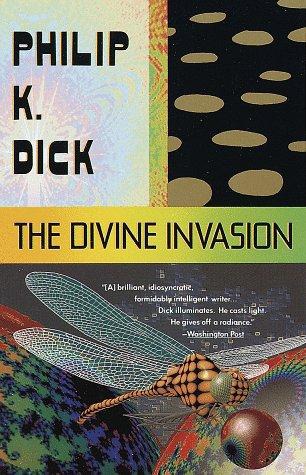 PHILIP
K.
DICK
THE DIVINE INVASION
"[A] brilliant, idiosyncratic,
formidably intelligent writer...
Dick illuminates. He casts light.
He gives off a radiance."
—Washington Post